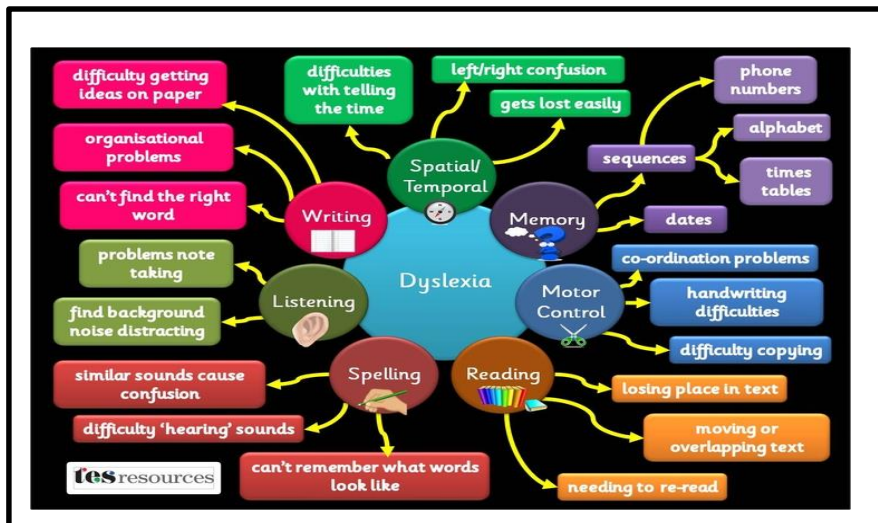 difficulty getting
ideas on paper
organisational
problems
can't find the right
word
Writing
difficulties
with telling
the time
left/right confusion
gets lost easily
Spatial/
Temporal
phone
numbers
alphabet
times
tables
sequences
dates
Memory
problems note
taking
find background
noise distracting
Listening
Dyslexia
co-ordination problems
handwriting
difficulties
difficulty copying
Motor
Control
similar sounds cause
confusion
difficulty 'hearing' sounds
can't remember what words
look like
Spelling
Reading
losing place in text
moving or
overlapping text
needing to re-read
tes resources